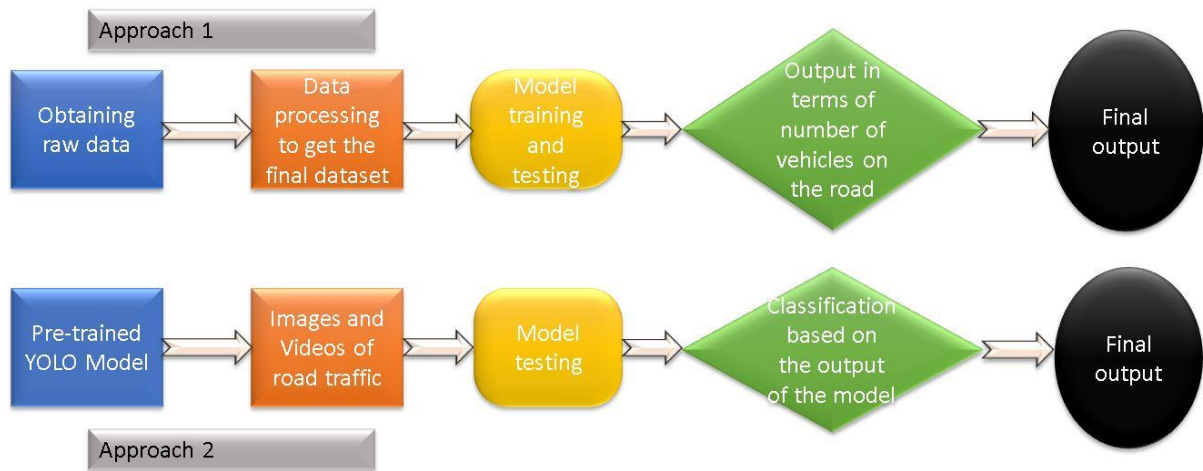 Approach 1
Obtaining
raw data
Data
processing
to get the
final dataset
Model
training
and
testing
Output in
terms of
number of
vehicles on
the road
Final
output
Pre-trained
YOLO Model
Images and
Videos of
road traffic
Model
testing
Classification
based on
the output
of the model
Final
output
Approach 2